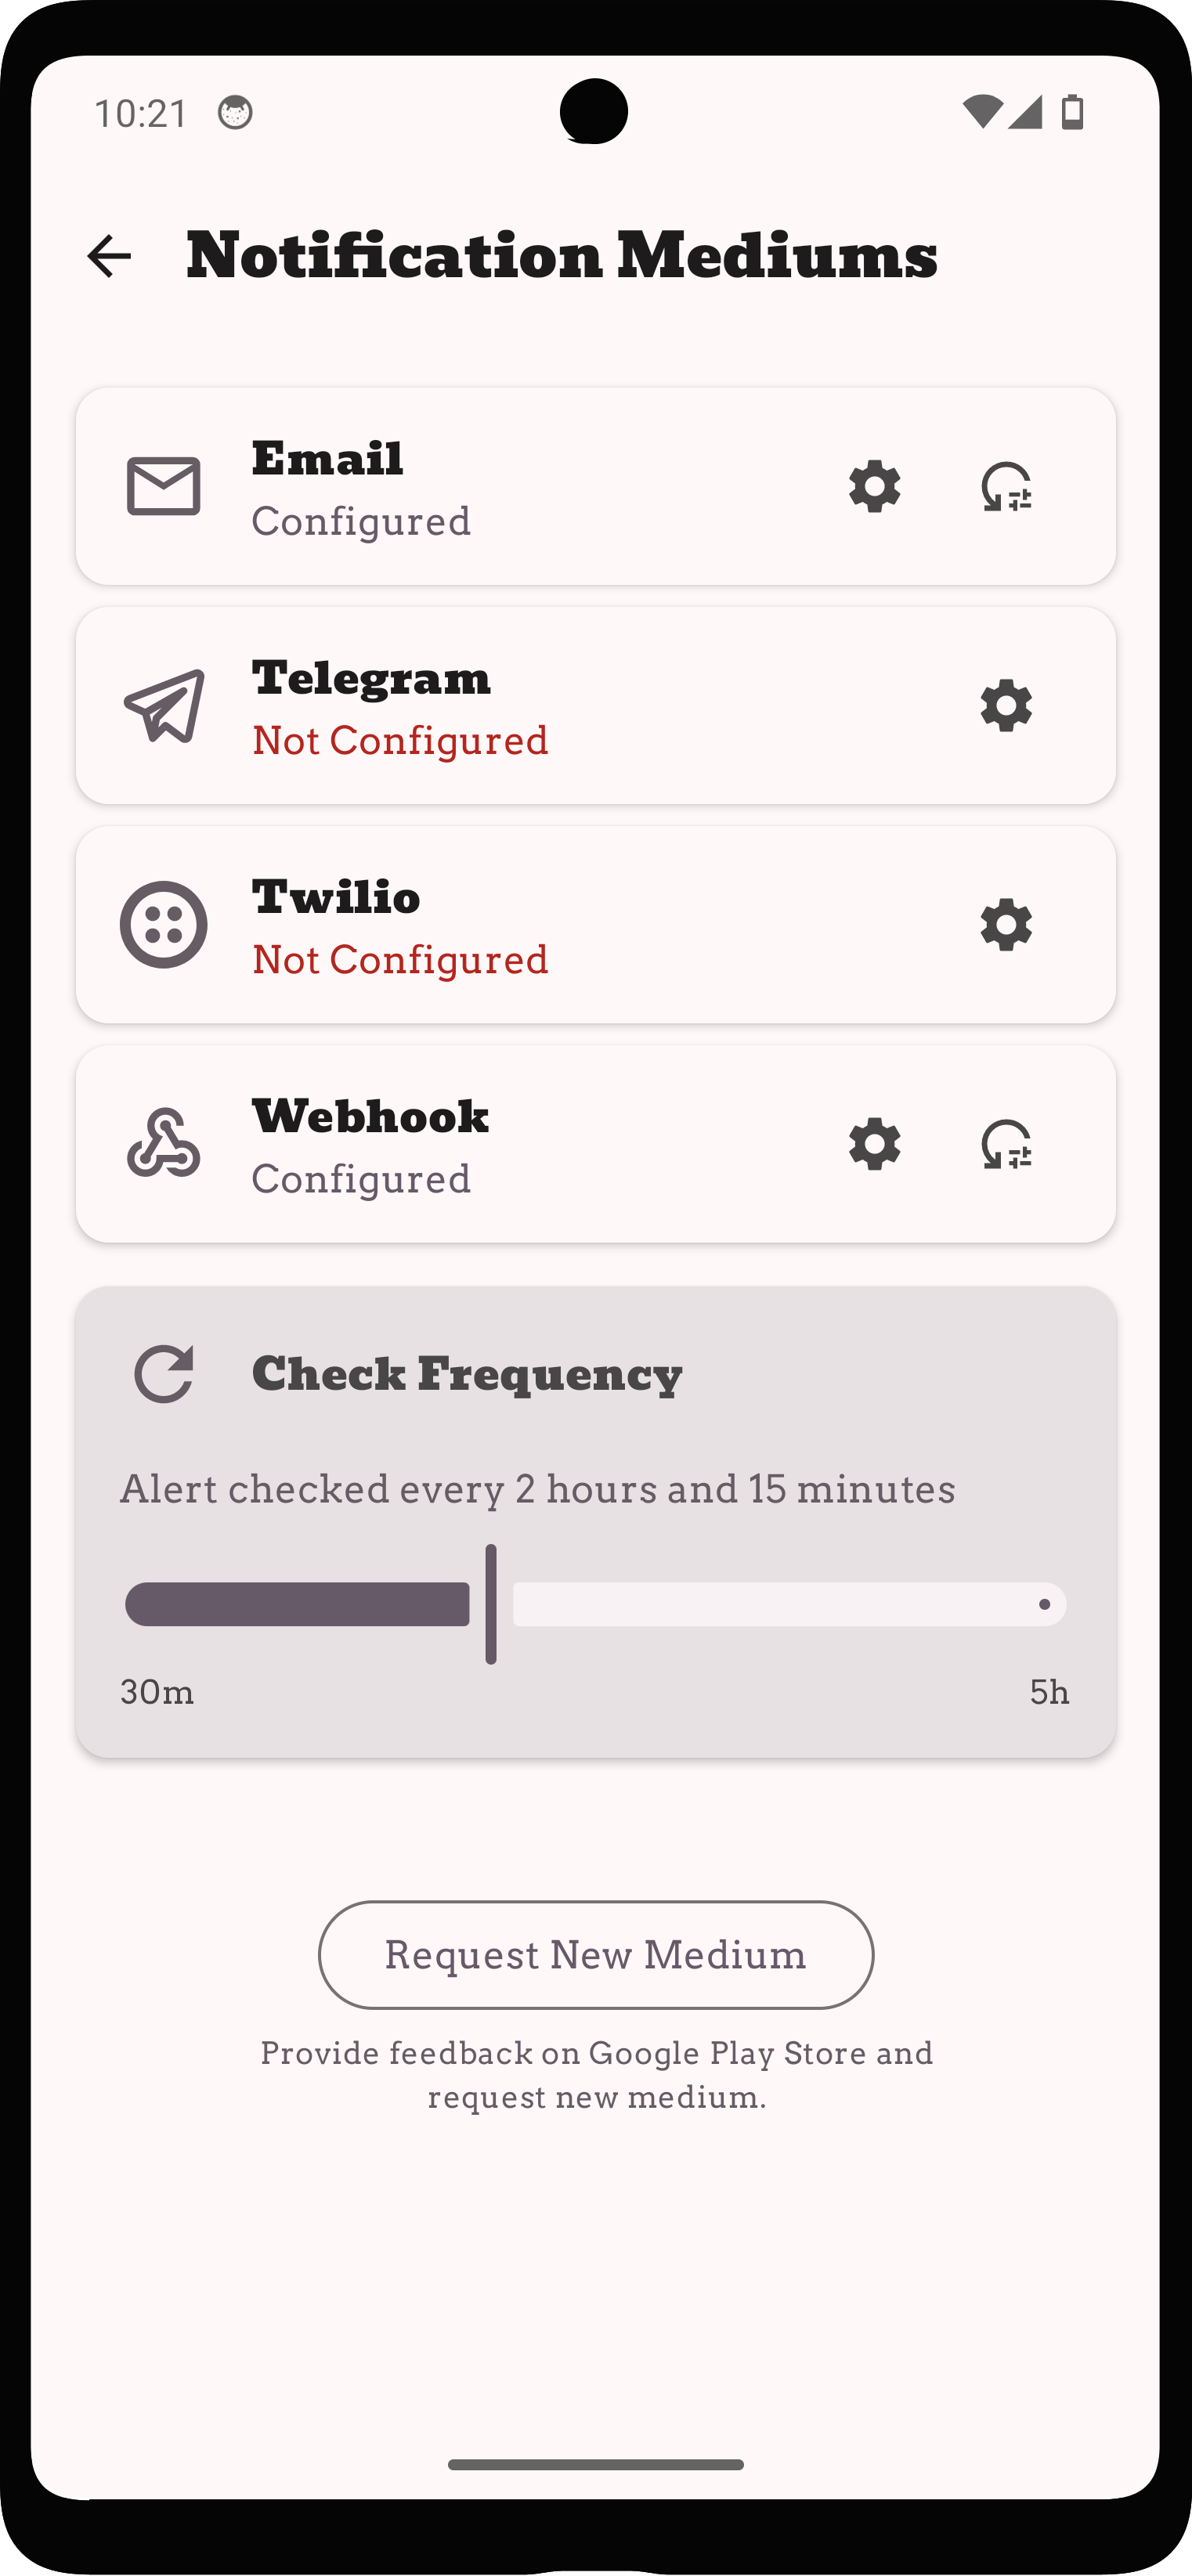 10:21
Notification Mediums
Email
Configured
Telegram
Not Configured
Twilio
Not Configured
Webhook
Configured
Check Frequency
Alert checked every 2 hours and 15 minutes
30m 5h
Request New Medium
Provide feedback on Google Play Store and
request new medium.